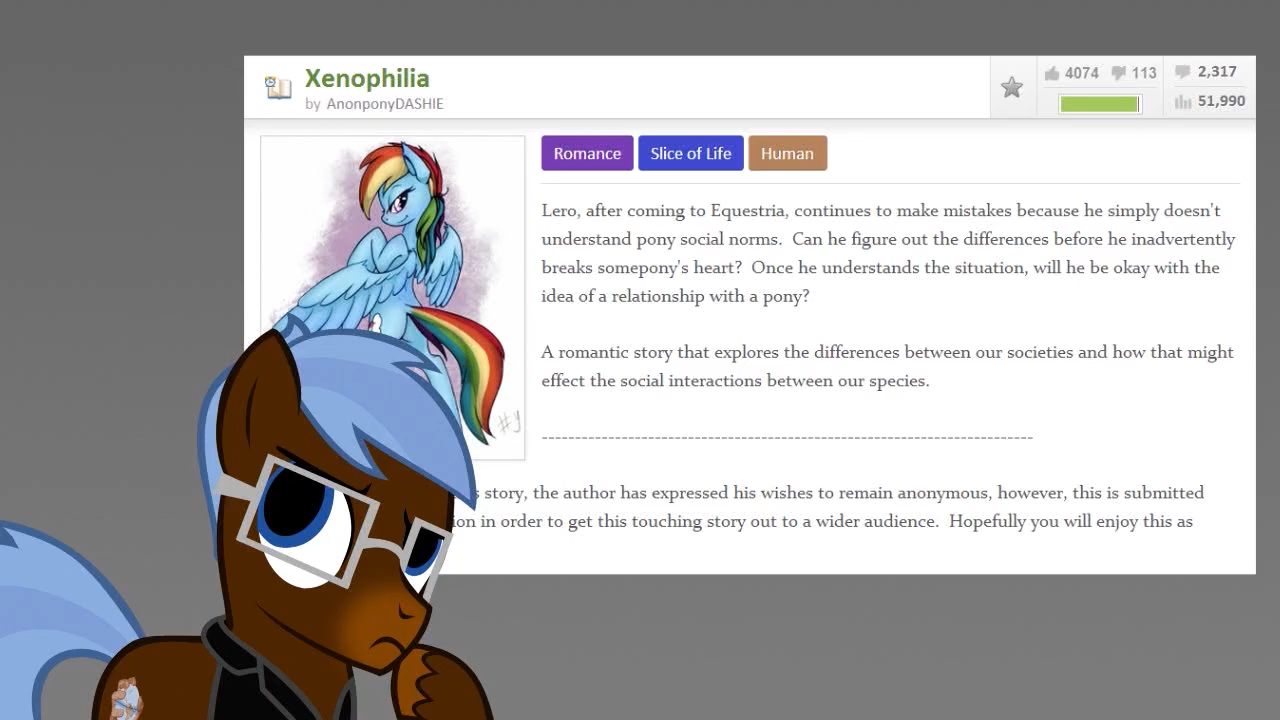 Xenophilia
by AnonponyDASHIE
4074 113
2,317
51,990
Romance Slice of Life Human
Lero, after coming to Equestria, continues to make mistakes because he simply doesn't
understand pony social norms.  Can he figure out the differences before he inadvertently
breaks somepony's heart?  Once he understands the situation, will he be okay with the
idea of a relationship with a pony?
A romantic story that explores the differences between our societies and how that might
effect the social interactions between our species.
--------------------------------------------------------------------------
story, the author has expressed his wishes to remain anonymous, however, this is submitted
in order to get this touching story out to a wider audience.  Hopefully you will enjoy this as